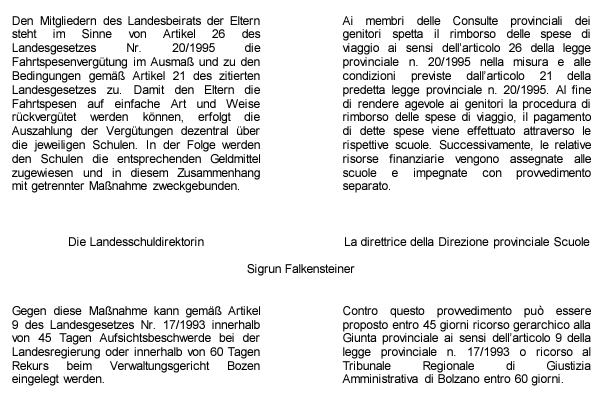 Den Mitgliedern des Landesbeirats der Eltern
steht im Sinne von Artikel 26 des
Landesgesetzes Nr. 20/1995 die
Fahrtspesenvergütung im Ausmaß und zu den
Bedingungen gemäß Artikel 21 des zitierten
Landesgesetzes zu. Damit den Eltern die
Fahrtspesen auf einfache Art und Weise
rückvergütet werden können, erfolgt die
Auszahlung der Vergütungen dezentral über
die jeweiligen Schulen. In der Folge werden
den Schulen die entsprechenden Geldmittel
zugewiesen und in diesem Zusammenhang
mit getrennter Maßnahme zweckgebunden.
Ai membri delle Consulte provinciali dei
genitori spetta il rimborso delle spese di
viaggio ai sensi dell'articolo 26 della legge
provinciale n. 20/1995 nella misura e alle
condizioni previste dall'articolo 21 della
predetta legge provinciale n. 20/1995. Al fine
di rendere agevole ai genitori la procedura di
rimborso delle spese di viaggio, il pagamento
di dette spese viene effettuato attraverso le
rispettive scuole. Successivamente, le relative
risorse finanziarie vengono assegnate alle
scuole e impegnate con provvedimento
separato.
Die Landesschuldirektorin
La direttrice della Direzione provinciale Scuole
Sigrun Falkensteiner
Gegen diese Maßnahme kann gemäß Artikel
9 des Landesgesetzes Nr. 17/1993 innerhalb
von 45 Tagen Aufsichtsbeschwerde bei der
Landesregierung oder innerhalb von 60 Tagen
Rekurs beim Verwaltungsgericht Bozen
eingelegt werden.
Contro questo provvedimento può essere
proposto entro 45 giorni ricorso gerarchico alla
Giunta provinciale ai sensi dell'articolo 9 della
legge provinciale n. 17/1993 o ricorso al
Tribunale Regionale di Giustizia
Amministrativa di Bolzano entro 60 giorni.